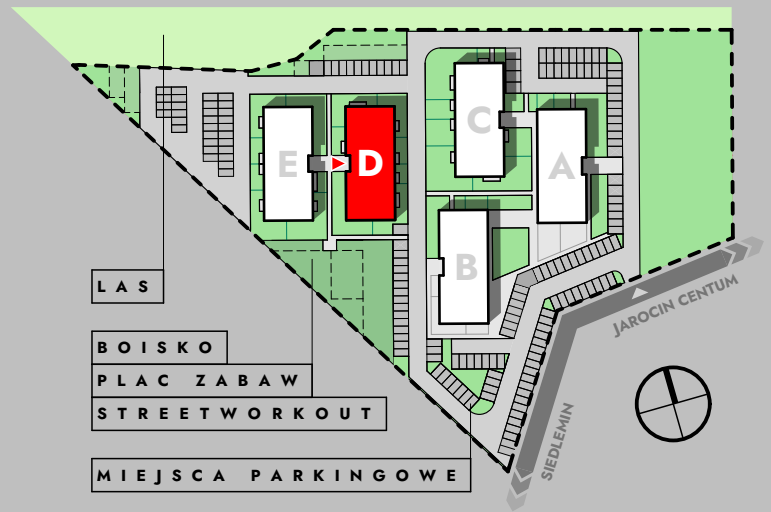 C
E
D
A
B
LAS
JAROCIN CENTUM
BOISKO
PLAC ZABAW
STREETWORKOUT
SIEDLEMIN
MIEJSCA PARKINGOWE